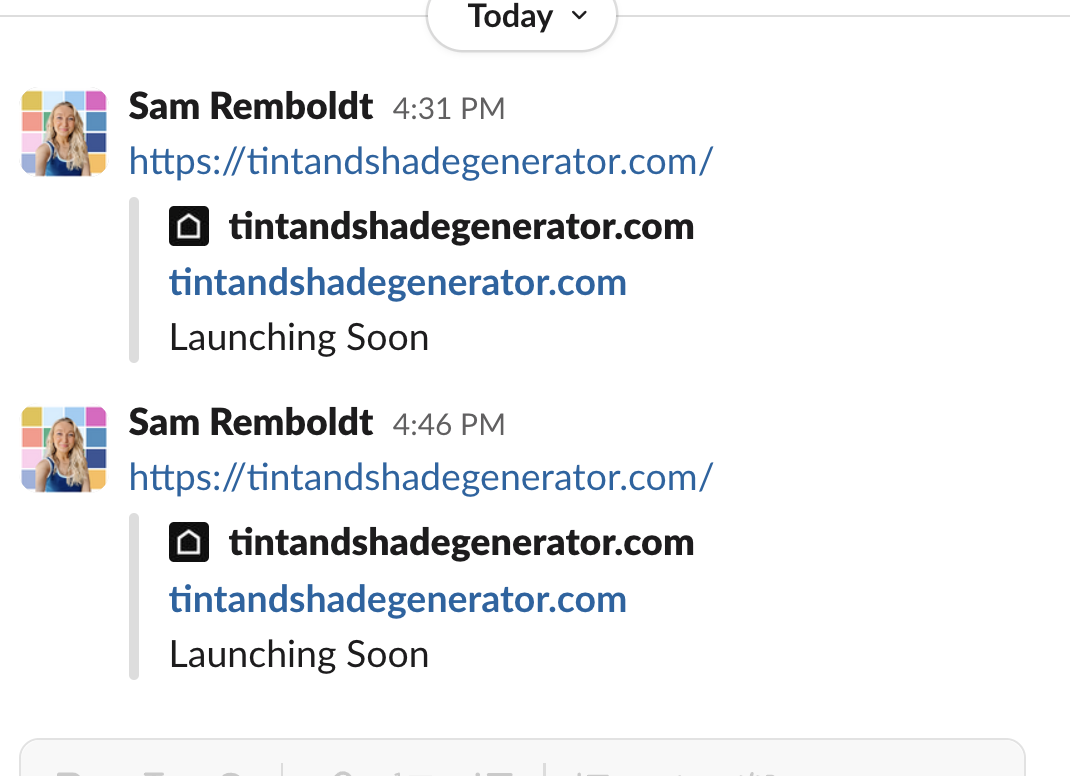 Today
Sam Remboldt 4:31 PM
https://tintandshadegenerator.com/
tintandshadegenerator.com
tintandshadegenerator.com
Launching Soon
Sam Remboldt 4:46 PM
https://tintandshadegenerator.com/
tintandshadegenerator.com
tintandshadegenerator.com
Launching Soon